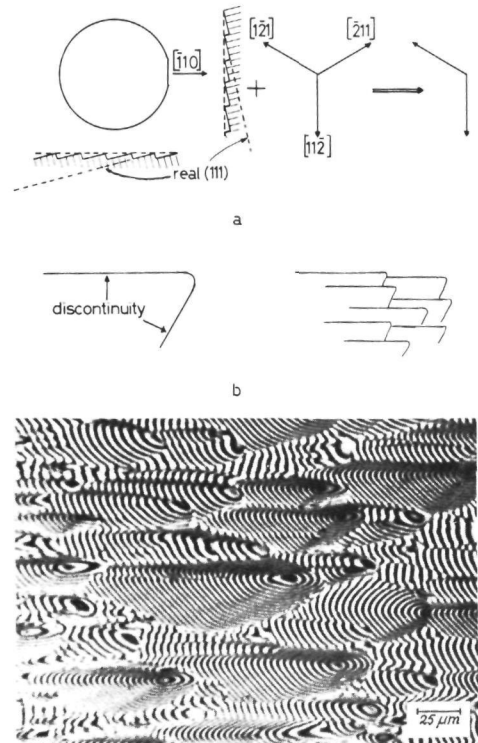 [1̄10]
[12̄1]
[2̄11]
+
[112̄]
real (111)
a
discontinuity
b
25 µm